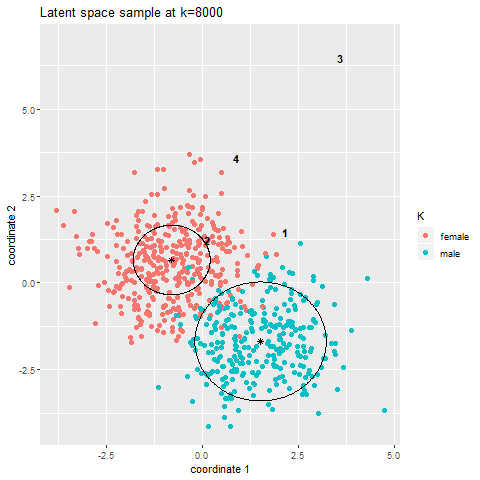 Latent space sample at k=8000
3
4
1
2
5.0
2.5
0.0
-2.5
-2.5
0.0
2.5
5.0
coordinate 1
coordinate 2
K
female
male